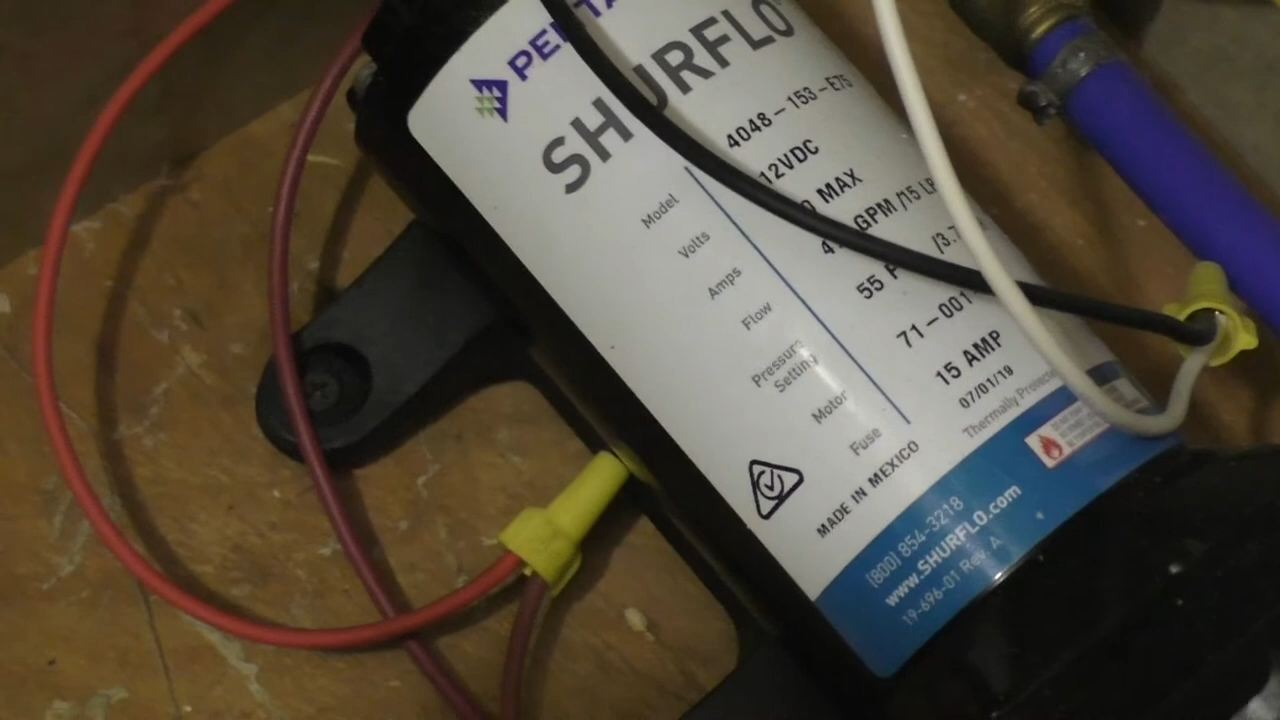 SHURFLO
Model 4048-153-E75
Volts 12VDC
Amps MAX
Flow GPM /15
Pressure Setting 55
Motor 71-001
Fuse 15 AMP
07/01/19
MADE IN MEXICO Thermally
(800) 854-3218
www.SHURFLO.com
19-696-01 Rev. A